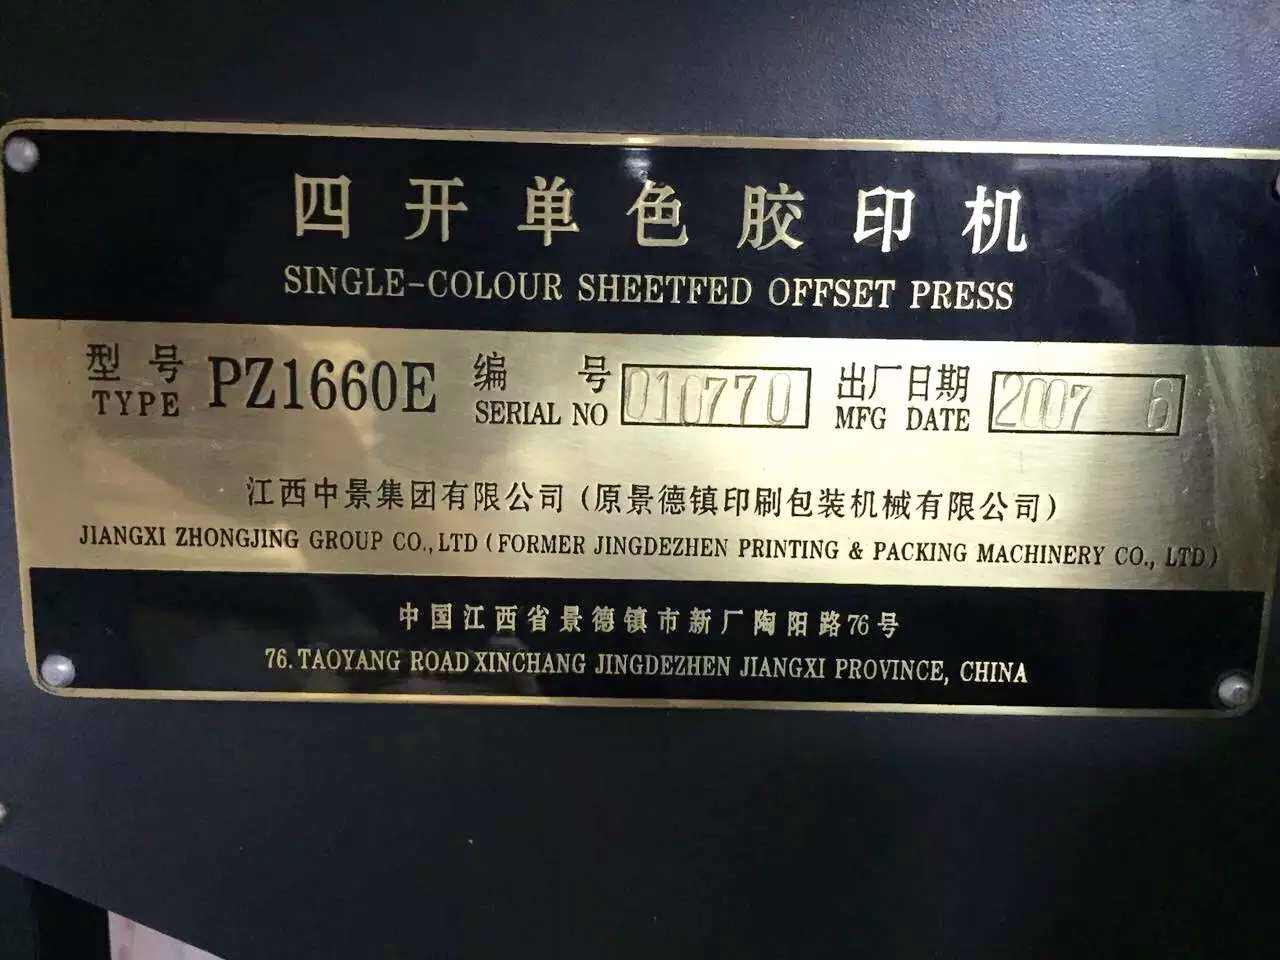 四开单色胶印机
SINGLE-COLOUR SHEETFED OFFSET PRESS
型号 PZ1660E 编号 010770 出厂日期 2007 6
TYPE SERIAL NO MFG DATE
江西中景集团有限公司（原景德镇印刷包装机械有限公司）
JIANGXI ZHONGJING GROUP CO.,LTD (FORMER JINGDEZHEN PRINTING & PACKING MACHINERY CO., LTD)
中国江西省景德镇市新厂陶阳路76号
76.TAOYANG ROAD XINCHANG JINGDEZHEN JIANGXI PROVINCE, CHINA